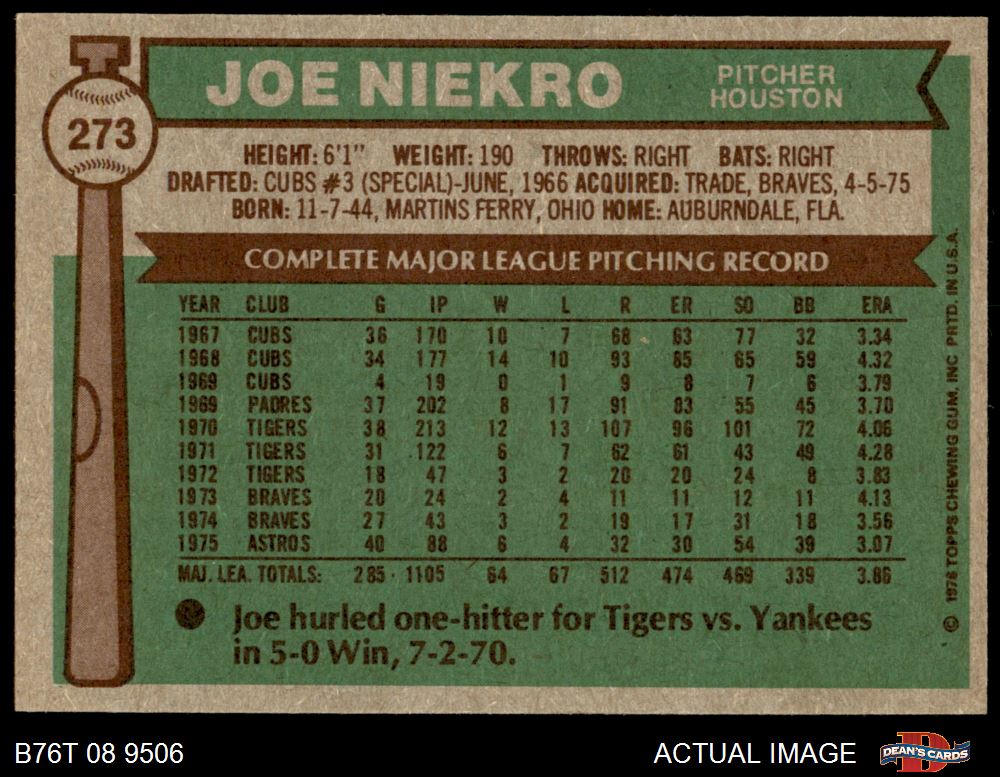 JOE NIEKRO
PITCHER
HOUSTON
273
HEIGHT: 6'1" WEIGHT: 190 THROWS: RIGHT BATS: RIGHT
DRAFTED: CUBS #3 (SPECIAL)-JUNE, 1966 ACQUIRED: TRADE, BRAVES, 4-5-75
BORN: 11-7-44, MARTINS FERRY, OHIO HOME: AUBURNDALE, FLA.
COMPLETE MAJOR LEAGUE PITCHING RECORD
YEAR CLUB G IP W L R ER SO BB ERA
1967 CUBS 36 170 10 7 68 63 77 32 3.34
1968 CUBS 34 177 14 10 93 85 65 59 4.32
1969 CUBS 4 19 0 1 9 8 7 6 3.79
1969 PADRES 37 202 8 17 91 83 55 45 3.70
1970 TIGERS 38 213 12 13 107 96 101 72 4.06
1971 TIGERS 31 122 6 7 62 61 43 49 4.28
1972 TIGERS 18 47 3 2 20 20 24 8 3.83
1973 BRAVES 20 24 2 4 11 11 12 11 4.13
1974 BRAVES 27 43 3 2 19 17 31 18 3.56
1975 ASTROS 40 88 6 4 32 30 54 39 3.07
MAJ. LEA. TOTALS: 285 1105 64 67 512 474 469 339 3.86
Joe hurled one-hitter for Tigers vs. Yankees
in 5-0 Win, 7-2-70.
© 1976 TOPPS CHEWING GUM, INC PRTD. IN U.S.A.
B76T 08 9506
ACTUAL IMAGE
DEAN'S CARDS